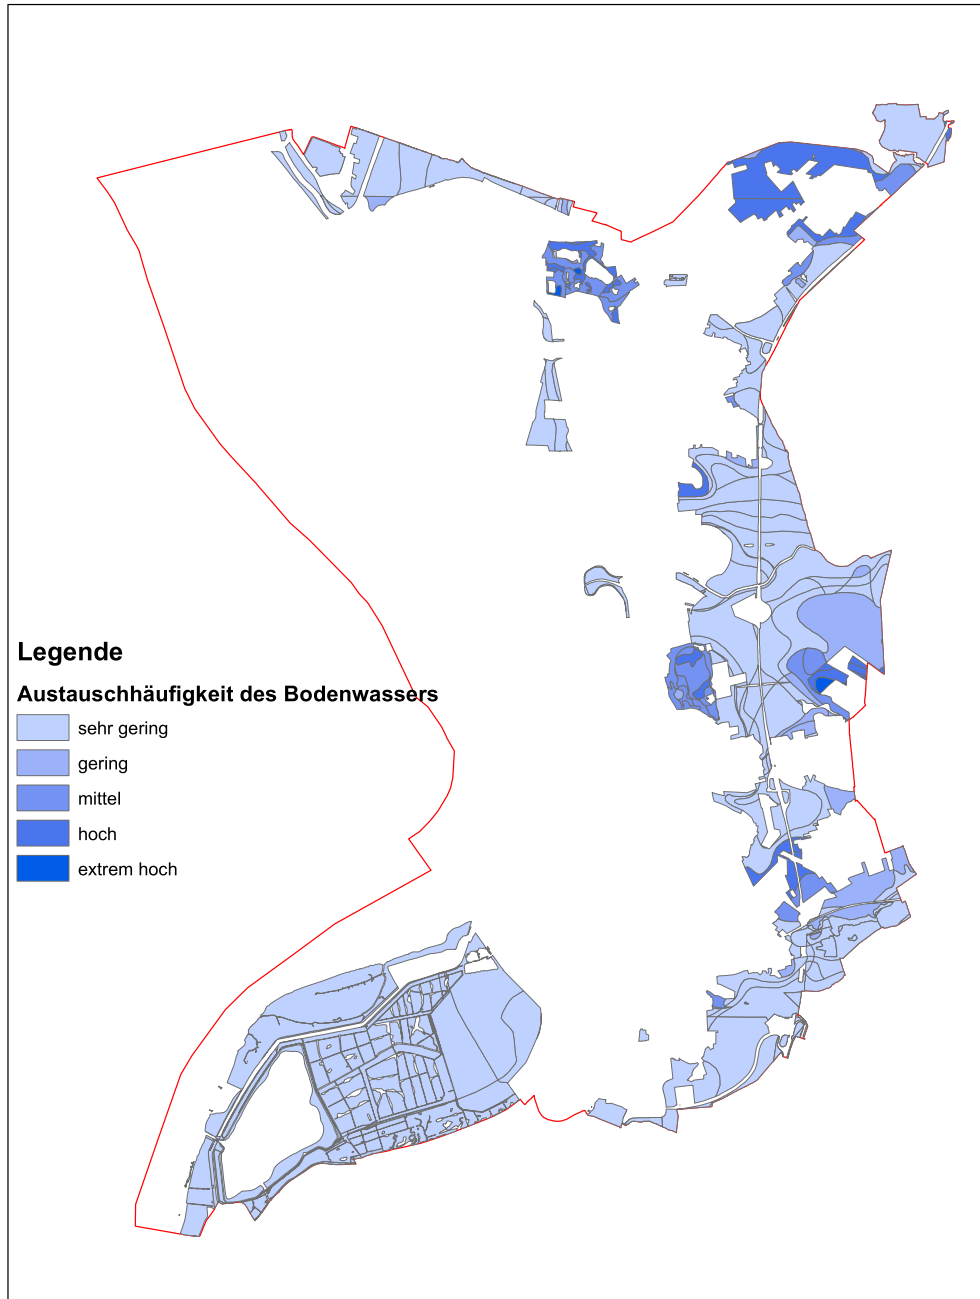 Legende
Austauschhäufigkeit des Bodenwassers
sehr gering
gering
mittel
hoch
extrem hoch